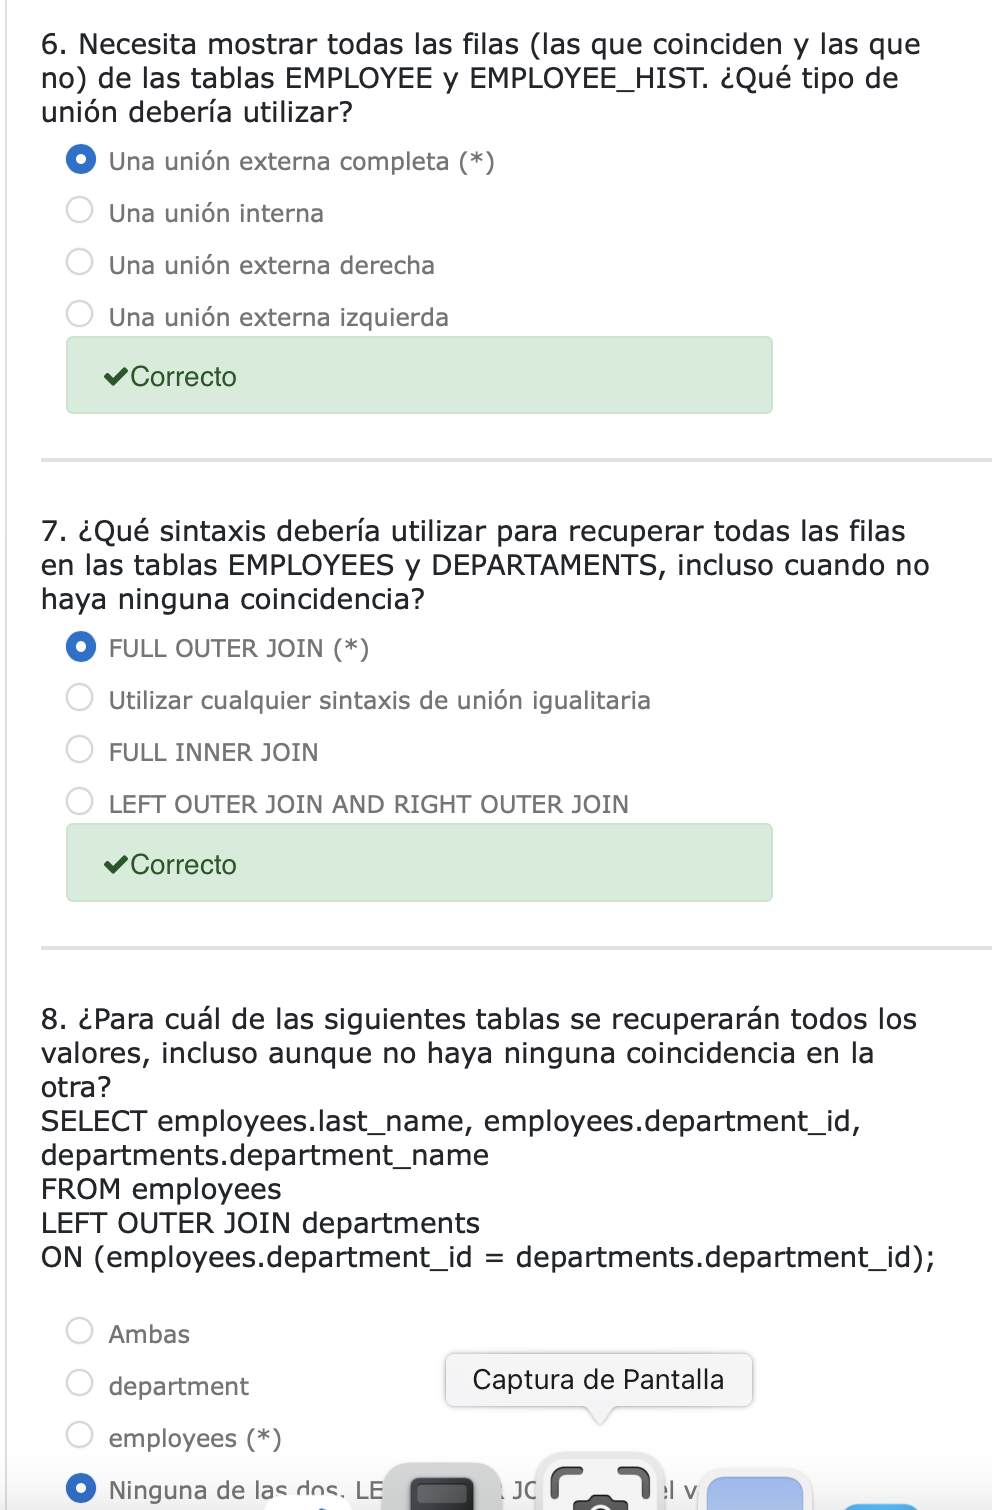 6. Necesita mostrar todas las filas (las que coinciden y las que
no) de las tablas EMPLOYEE y EMPLOYEE_HIST. ¿Qué tipo de
unión debería utilizar?
Una unión externa completa (*)
Una unión interna
Una unión externa derecha
Una unión externa izquierda
Correcto
7. ¿Qué sintaxis debería utilizar para recuperar todas las filas
en las tablas EMPLOYEES y DEPARTAMENTS, incluso cuando no
haya ninguna coincidencia?
FULL OUTER JOIN (*)
Utilizar cualquier sintaxis de unión igualitaria
FULL INNER JOIN
LEFT OUTER JOIN AND RIGHT OUTER JOIN
Correcto
8. ¿Para cuál de las siguientes tablas se recuperarán todos los
valores, incluso aunque no haya ninguna coincidencia en la
otra?
SELECT employees.last_name, employees.department_id,
departments.department_name
FROM employees
LEFT OUTER JOIN departments
ON (employees.department_id = departments.department_id);
Ambas
department
Captura de Pantalla
employees (*)
Ninguna de las dos.